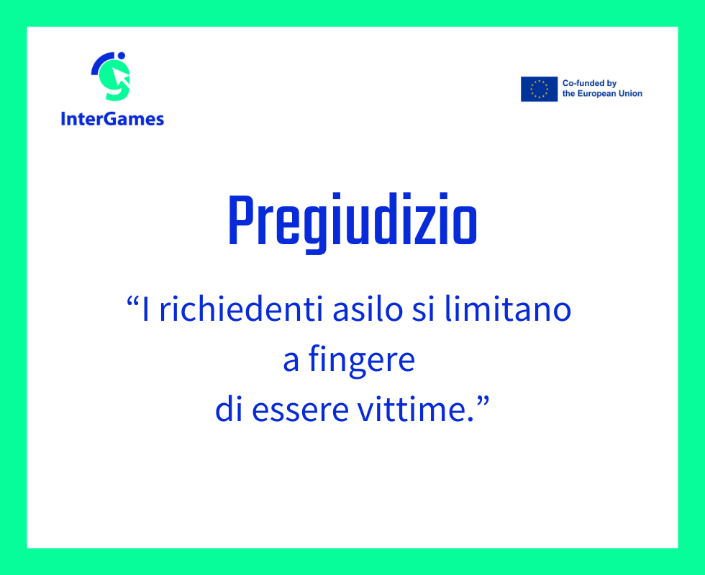 InterGames
Co-funded by
the European Union
Pregiudizio
“I richiedenti asilo si limitano
a fingere
di essere vittime.”